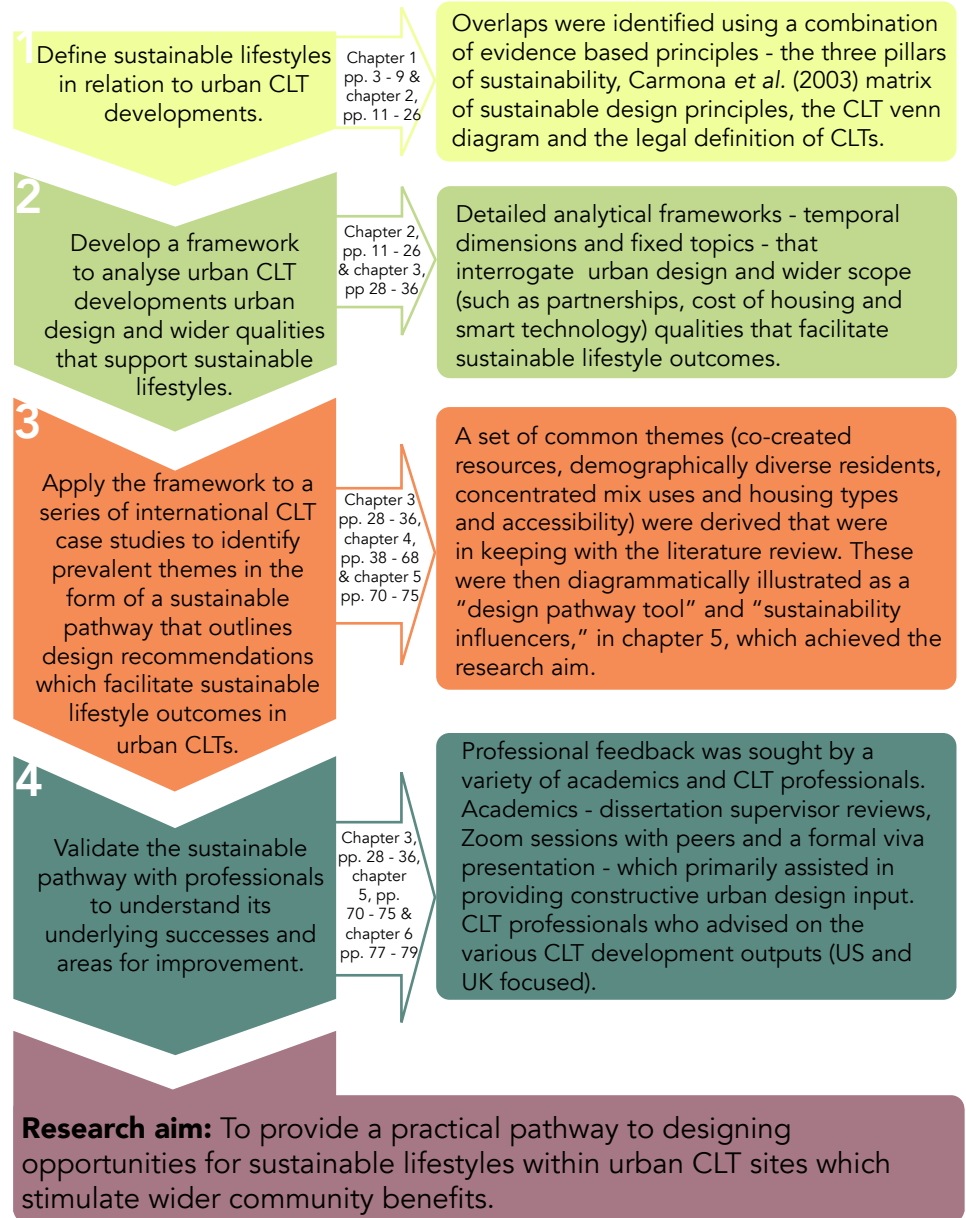 1
Define sustainable lifestyles
in relation to urban CLT
developments.
Chapter 1
pp. 3 - 9 &
chapter 2,
pp. 11 - 26
Overlaps were identified using a combination
of evidence based principles - the three pillars
of sustainability, Carmona et al. (2003) matrix
of sustainable design principles, the CLT venn
diagram and the legal definition of CLTs.
2
Develop a framework
to analyse urban CLT
developments urban
design and wider qualities
that support sustainable
lifestyles.
Chapter 2,
pp. 11 - 26
& chapter 3,
pp 28 - 36
Detailed analytical frameworks - temporal
dimensions and fixed topics - that
interrogate urban design and wider scope
(such as partnerships, cost of housing and
smart technology) qualities that facilitate
sustainable lifestyle outcomes.
3
Apply the framework to a
series of international CLT
case studies to identify
prevalent themes in the
form of a sustainable
pathway that outlines
design recommendations
which facilitate sustainable
lifestyle outcomes in
urban CLTs.
Chapter 3
pp. 28 - 36,
chapter 4,
pp. 38 - 68
& chapter 5
pp. 70 - 75
A set of common themes (co-created
resources, demographically diverse residents,
concentrated mix uses and housing types
and accessibility) were derived that were
in keeping with the literature review. These
were then diagrammatically illustrated as a
“design pathway tool” and “sustainability
influencers,” in chapter 5, which achieved the
research aim.
4
Validate the sustainable
pathway with professionals
to understand its
underlying successes and
areas for improvement.
Chapter 3,
pp. 28 - 36,
chapter
5, pp.
70 - 75 &
chapter 6
pp. 77 - 79
Professional feedback was sought by a
variety of academics and CLT professionals.
Academics - dissertation supervisor reviews,
Zoom sessions with peers and a formal viva
presentation - which primarily assisted in
providing constructive urban design input.
CLT professionals who advised on the
various CLT development outputs (US and
UK focused).
Research aim: To provide a practical pathway to designing
opportunities for sustainable lifestyles within urban CLT sites which
stimulate wider community benefits.